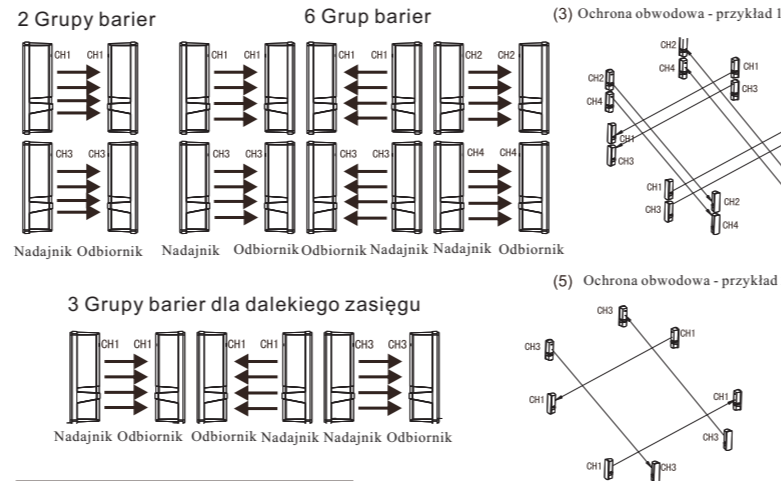 2 Grupy barier
CH1 CH1
CH3 CH3
Nadajnik Odbiornik
6 Grup barier
CH1 CH1 CH1 CH1 CH2 CH2
CH3 CH3 CH3 CH3 CH4 CH4
Nadajnik Odbiornik Odbiornik Nadajnik Nadajnik Odbiornik
3 Grupy barier dla dalekiego zasięgu
CH1 CH1 CH1 CH1 CH3 CH3
Nadajnik Odbiornik Odbiornik Nadajnik Nadajnik Odbiornik
(3) Ochrona obwodowa - przykład 1
CH2
CH4
CH1
CH3
CH2
CH4
CH1
CH3
CH1
CH3
CH2
CH4
(5) Ochrona obwodowa - przykład
CH3
CH1
CH3
CH1
CH1
CH3
CH1
CH3